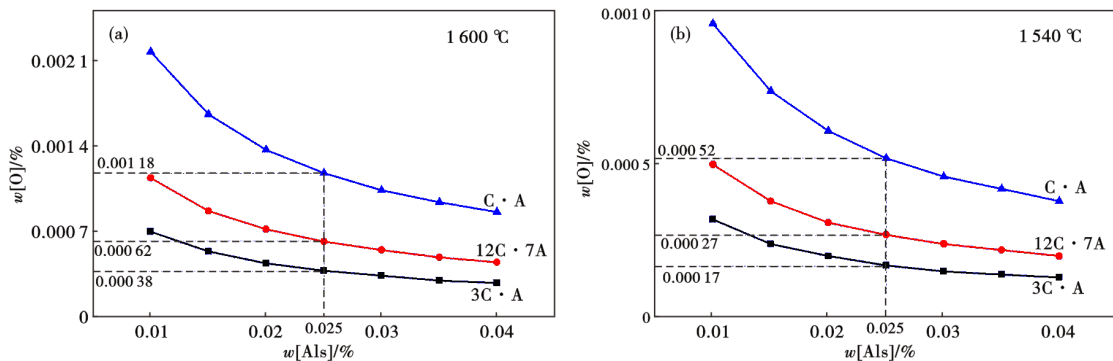 (a)
1 600 ℃
0.002 1
0.001 4
0.001 18
0.000 7
0.000 62
0.000 38
0
w[O]/%
C·A
12C·7A
3C·A
0.01
0.02
0.025
0.03
0.04
w[Als]/%
(b)
1 540 ℃
0.001 0
0.000 52
0.000 5
0.000 27
0.000 17
0
w[O]/%
C·A
12C·7A
3C·A
0.01
0.02
0.025
0.03
0.04
w[Als]/%